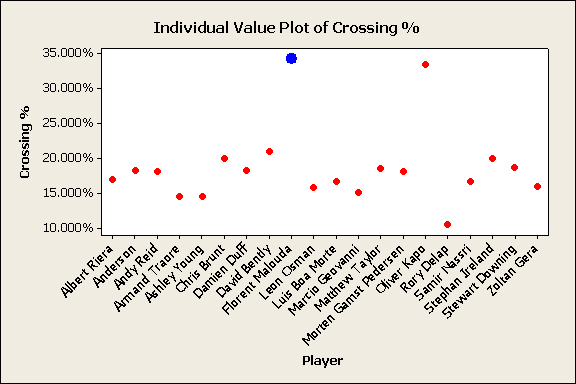 Individual Value Plot of Crossing %
Crossing %
35.000%
30.000%
25.000%
20.000%
15.000%
10.000%
Albert Riera
Anderson
Andy Reid
Armand Traore
Ashley Young
Chris Brunt
Damien Duff
David Bently
Florent Malouda
Leon Osman
Luis Boa Morte
Marcio Geovanni
Matthew Taylor
Morten Gamst Pedersen
Oliver Kapo
Rory Delap
Samir Nassri
Stephan Ireland
Stewart Downing
Zoltan Gera
Player